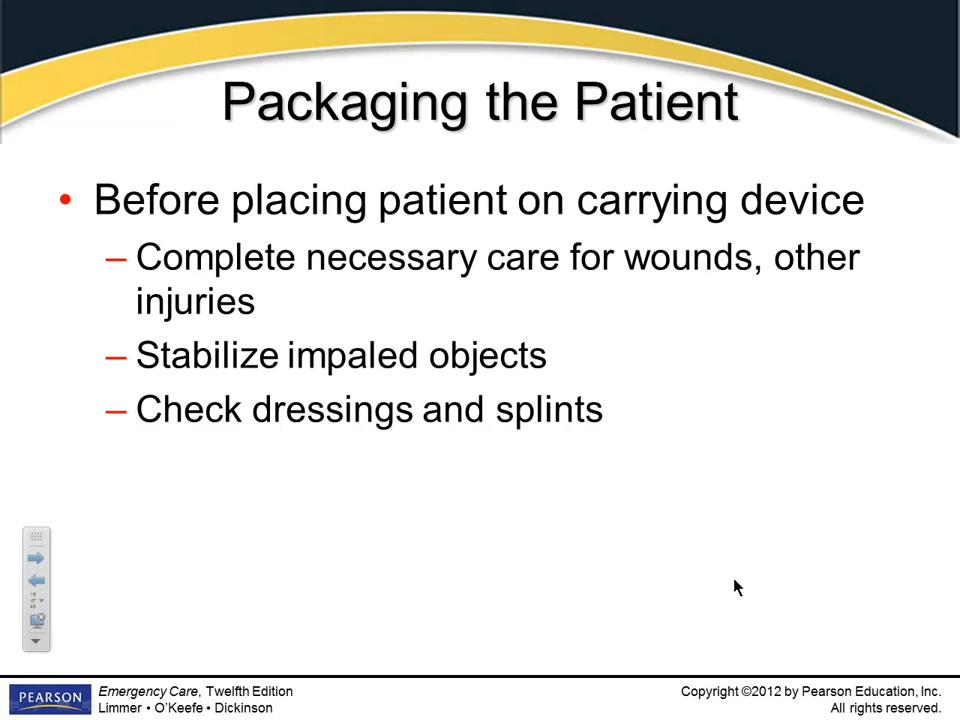 Packaging the Patient
• Before placing patient on carrying device
– Complete necessary care for wounds, other
injuries
– Stabilize impaled objects
– Check dressings and splints
PEARSON
Emergency Care, Twelfth Edition
Limmer • O'Keefe • Dickinson
Copyright ©2012 by Pearson Education, Inc.
All rights reserved.